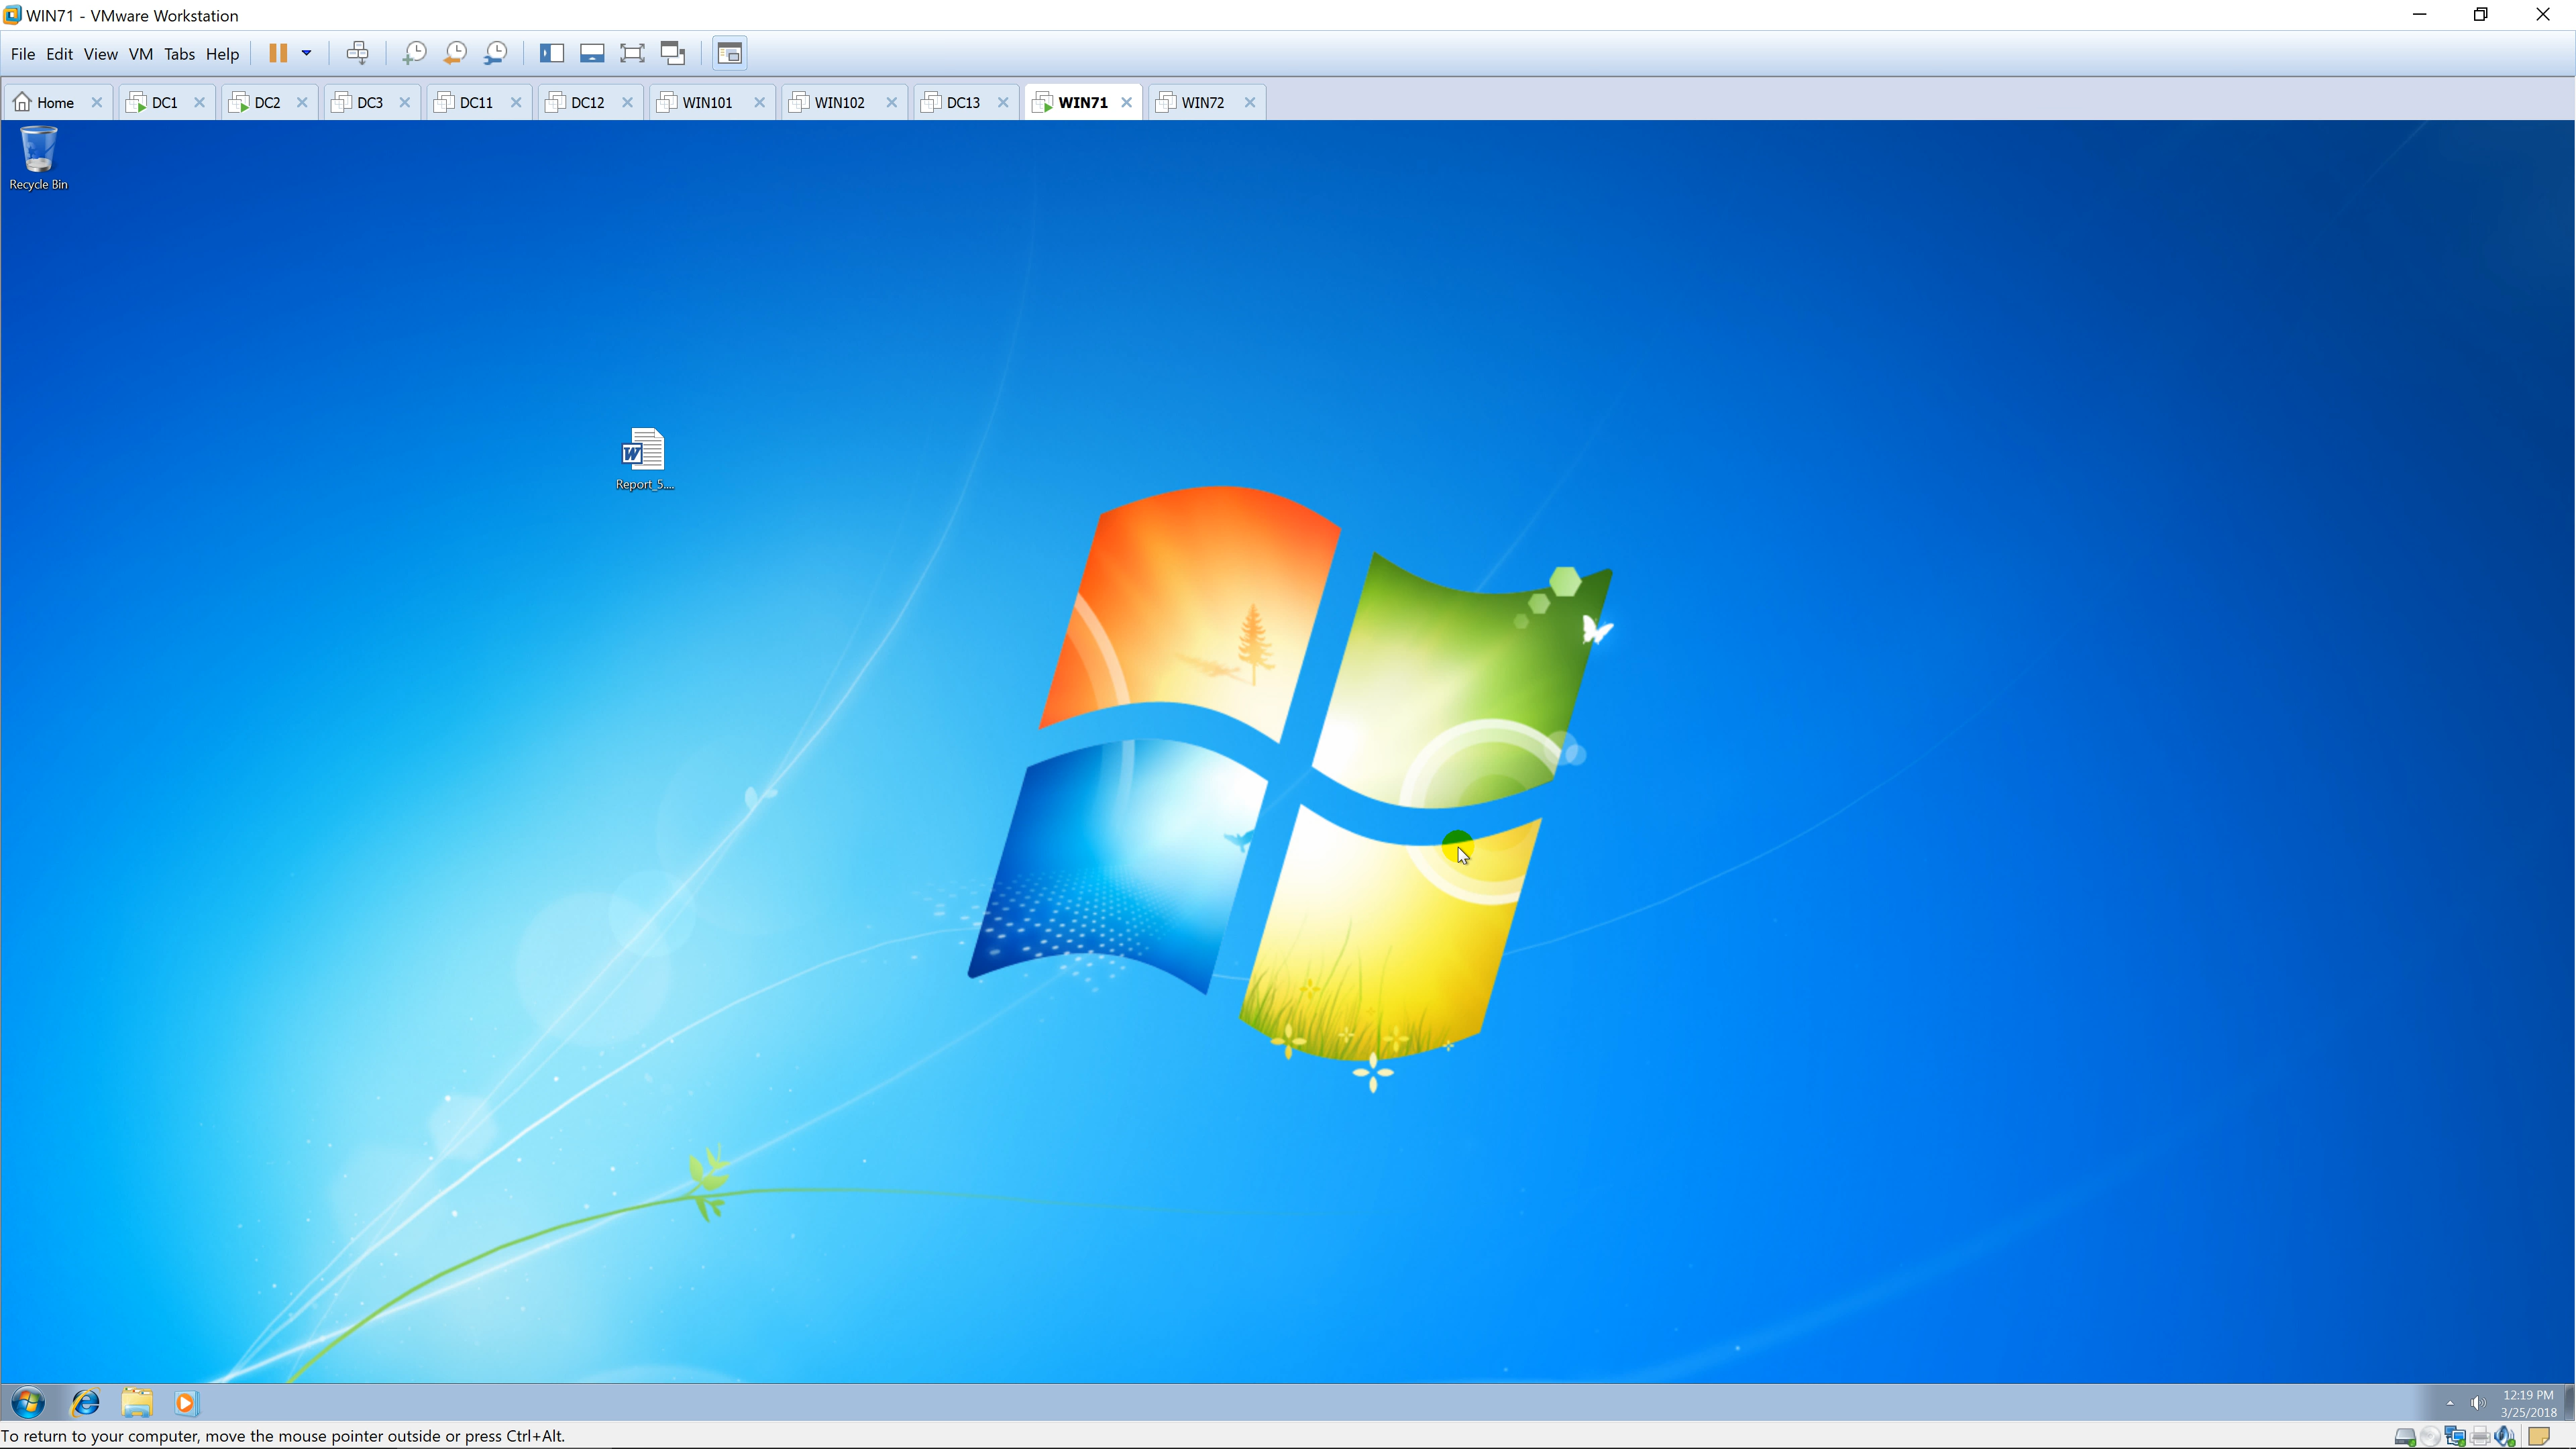 WIN71 - VMware Workstation
File Edit View VM Tabs Help
Home DC1 DC2 DC3 DC11 DC12 WIN101 WIN102 DC13 WIN71 WIN72
Recycle Bin
W
Report_5....
12:19 PM
3/25/2018
To return to your computer, move the mouse pointer outside or press Ctrl+Alt.